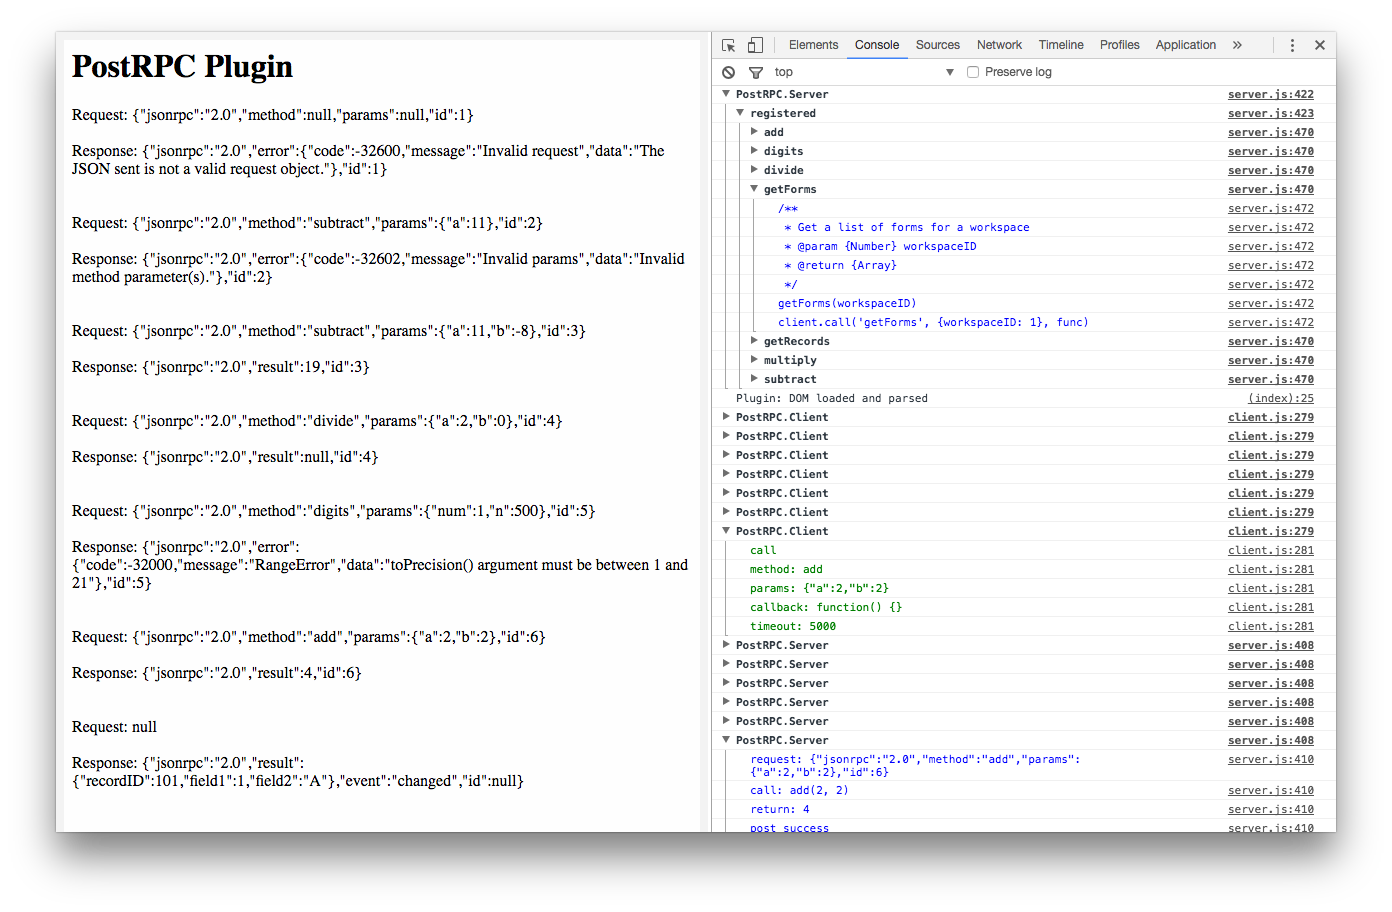 PostRPC Plugin
Request: {"jsonrpc":"2.0","method":null,"params":null,"id":1}
Response: {"jsonrpc":"2.0","error":{"code":-32600,"message":"Invalid request","data":"The
JSON sent is not a valid request object."},"id":1}
Request: {"jsonrpc":"2.0","method":"subtract","params":{"a":11},"id":2}
Response: {"jsonrpc":"2.0","error":{"code":-32602,"message":"Invalid params","data":"Invalid
method parameter(s)."},"id":2}
Request: {"jsonrpc":"2.0","method":"subtract","params":{"a":11,"b":-8},"id":3}
Response: {"jsonrpc":"2.0","result":19,"id":3}
Request: {"jsonrpc":"2.0","method":"divide","params":{"a":2,"b":0},"id":4}
Response: {"jsonrpc":"2.0","result":null,"id":4}
Request: {"jsonrpc":"2.0","method":"digits","params":{"num":1,"n":500},"id":5}
Response: {"jsonrpc":"2.0","error":
{"code":-32000,"message":"RangeError","data":"toPrecision() argument must be between 1 and
21"},"id":5}
Request: {"jsonrpc":"2.0","method":"add","params":{"a":2,"b":2},"id":6}
Response: {"jsonrpc":"2.0","result":4,"id":6}
Request: null
Response: {"jsonrpc":"2.0","result":
{"recordID":101,"field1":1,"field2":"A"},"event":"changed","id":null}
Elements Console Sources Network Timeline Profiles Application »
top Preserve log
PostRPC.Server server.js:422
registered server.js:423
add server.js:470
digits server.js:470
divide server.js:470
getForms server.js:470
/** server.js:472
* Get a list of forms for a workspace server.js:472
* @param {Number} workspaceID server.js:472
* @return {Array} server.js:472
*/ server.js:472
getForms(workspaceID) server.js:472
client.call('getForms', {workspaceID: 1}, func) server.js:472
getRecords server.js:470
multiply server.js:470
subtract server.js:470
Plugin: DOM loaded and parsed (index):25
PostRPC.Client client.js:279
PostRPC.Client client.js:279
PostRPC.Client client.js:279
PostRPC.Client client.js:279
PostRPC.Client client.js:279
PostRPC.Client client.js:279
PostRPC.Client client.js:279
call client.js:281
method: add client.js:281
params: {"a":2,"b":2} client.js:281
callback: function() {} client.js:281
timeout: 5000 client.js:281
PostRPC.Server server.js:408
PostRPC.Server server.js:408
PostRPC.Server server.js:408
PostRPC.Server server.js:408
PostRPC.Server server.js:408
PostRPC.Server server.js:408
request: {"jsonrpc":"2.0","method":"add","params": server.js:410
{"a":2,"b":2},"id":6}
call: add(2, 2) server.js:410
return: 4 server.js:410
post success server.js:410